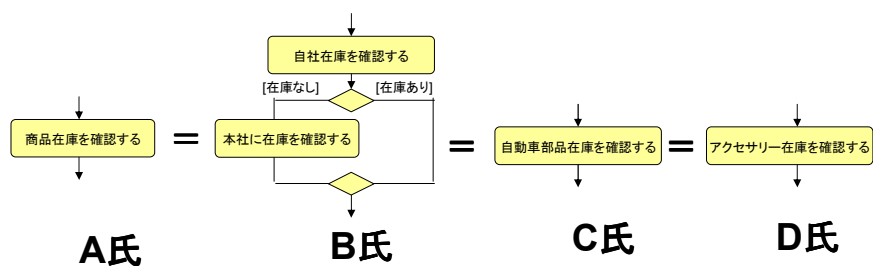 自社在庫を確認する
[在庫なし]
[在庫あり]
商品在庫を確認する
=
本社に在庫を確認する
=
自動車部品在庫を確認する
=
アクセサリー在庫を確認する
A氏
B氏
C氏
D氏